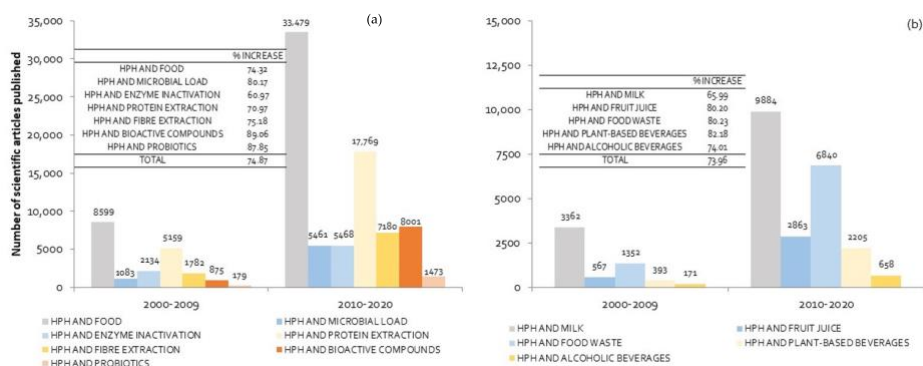 (a)
Number of scientific articles published
35,000
30,000
25,000
20,000
15,000
10,000
5000
0
% INCREASE
HPH AND FOOD 74.32
HPH AND MICROBIAL LOAD 80.17
HPH AND ENZYME INACTIVATION 60.97
HPH AND PROTEIN EXTRACTION 70.97
HPH AND FIBRE EXTRACTION 75.18
HPH AND BIOACTIVE COMPOUNDS 89.06
HPH AND PROBIOTICS 87.85
TOTAL 74.87
8599
1083
2134
5159
1782
875
179
33,479
5461
5468
17,769
7180
8001
1473
2000-2009 2010-2020
HPH AND FOOD HPH AND MICROBIAL LOAD
HPH AND ENZYME INACTIVATION HPH AND PROTEIN EXTRACTION
HPH AND FIBRE EXTRACTION HPH AND BIOACTIVE COMPOUNDS
HPH AND PROBIOTICS
(b)
15,000
12,500
10,000
7500
5000
2500
0
% INCREASE
HPH AND MILK 65.99
HPH AND FRUIT JUICE 80.20
HPH AND FOOD WASTE 80.23
HPH AND PLANT-BASED BEVERAGES 82.18
HPH AND ALCOHOLIC BEVERAGES 74.01
TOTAL 73.96
3362
567
1352
393
171
9884
2863
6840
2205
658
2000-2009 2010-2020
HPH AND MILK HPH AND FRUIT JUICE
HPH AND FOOD WASTE HPH AND PLANT-BASED BEVERAGES
HPH AND ALCOHOLIC BEVERAGES